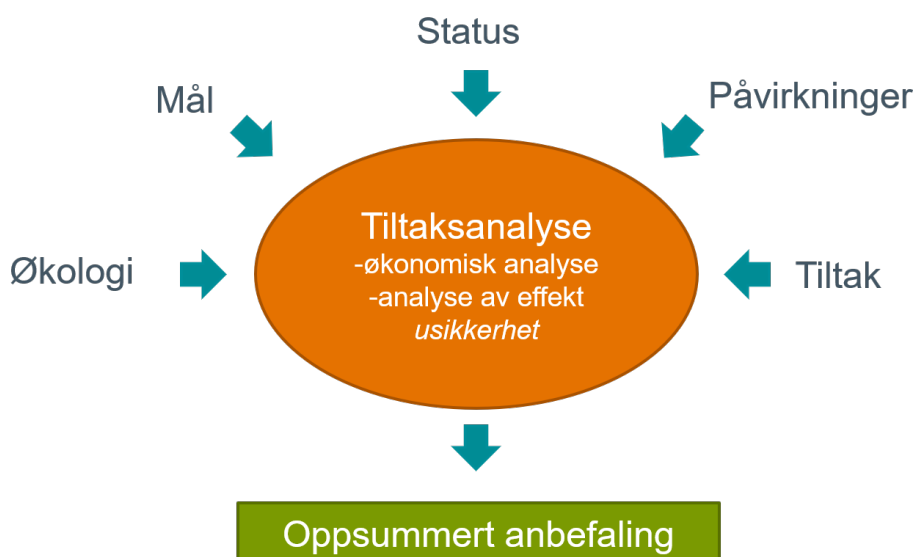 Status
Mål
Påvirkninger
Økologi
Tiltaksanalyse
-økonomisk analyse
-analyse av effekt
usikkerhet
Tiltak
Oppsummert anbefaling